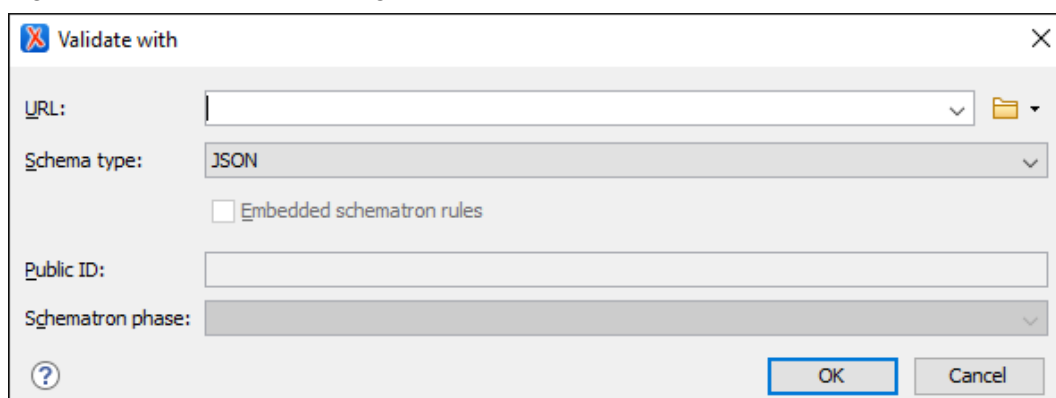 Validate with
URL:
Schema type: JSON
Embedded schematron rules
Public ID:
Schematron phase:
OK Cancel